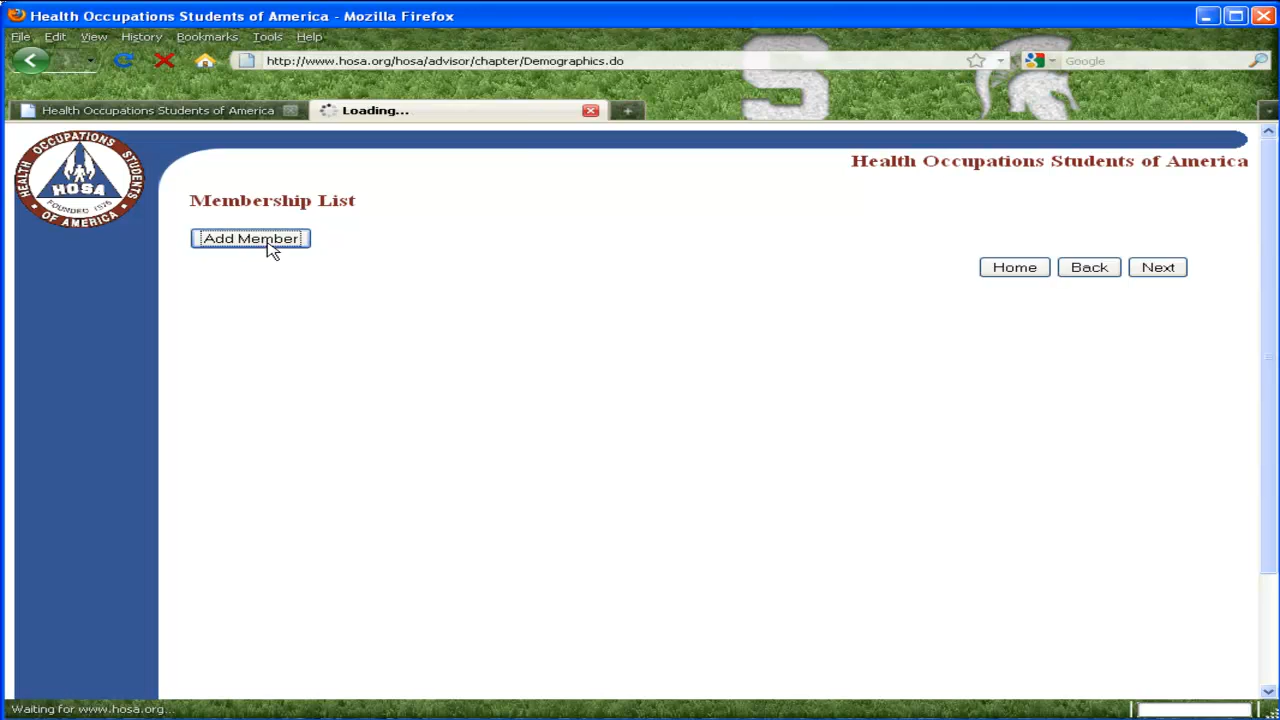 Health Occupations Students of America - Mozilla Firefox
File Edit View History Bookmarks Tools Help
http://www.hosa.org/hosa/advisor/chapter/Demographics.do
Google
Health Occupations Students of America
Loading...
HEALTH OCCUPATIONS STUDENTS OF AMERICA
HOSA
FOUNDED 1976
Health Occupations Students of America
Membership List
Add Member
Home Back Next
Waiting for www.hosa.org...